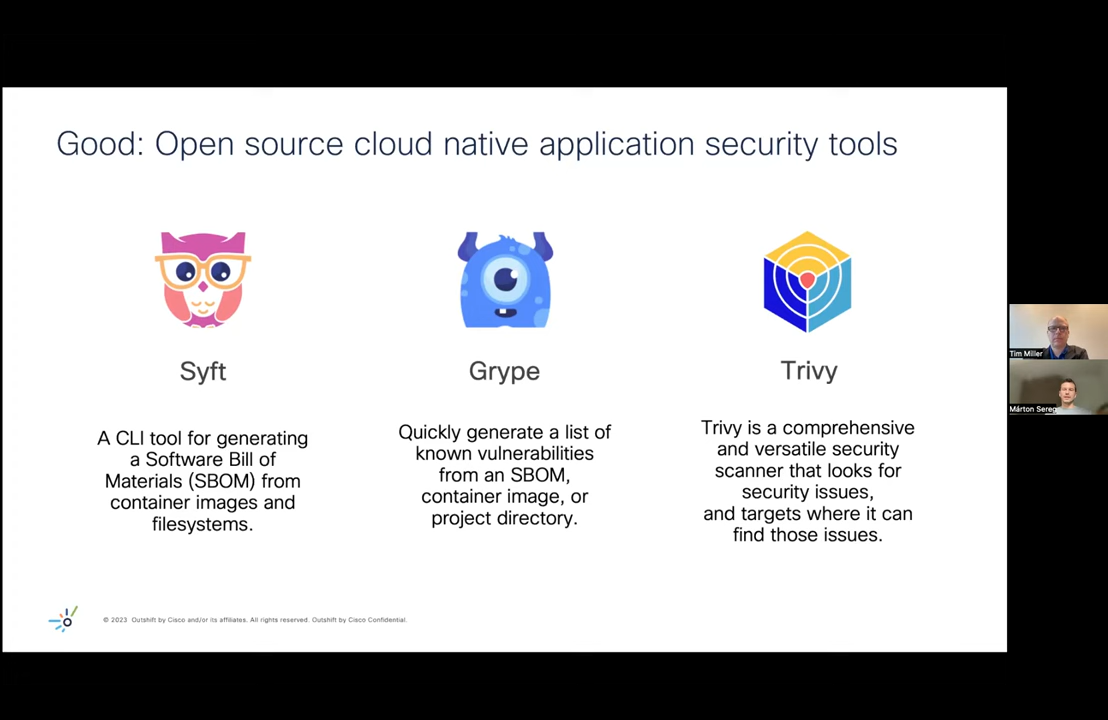 Good: Open source cloud native application security tools
Syft
Grype
Trivy
A CLI tool for generating
a Software Bill of
Materials (SBOM) from
container images and
filesystems.
Quickly generate a list of
known vulnerabilities
from an SBOM,
container image, or
project directory.
Trivy is a comprehensive
and versatile security
scanner that looks for
security issues,
and targets where it can
find those issues.
© 2023 Outshift by Cisco and/or its affiliates. All rights reserved. Outshift by Cisco Confidential.
Tim Miller
Márton Sereg